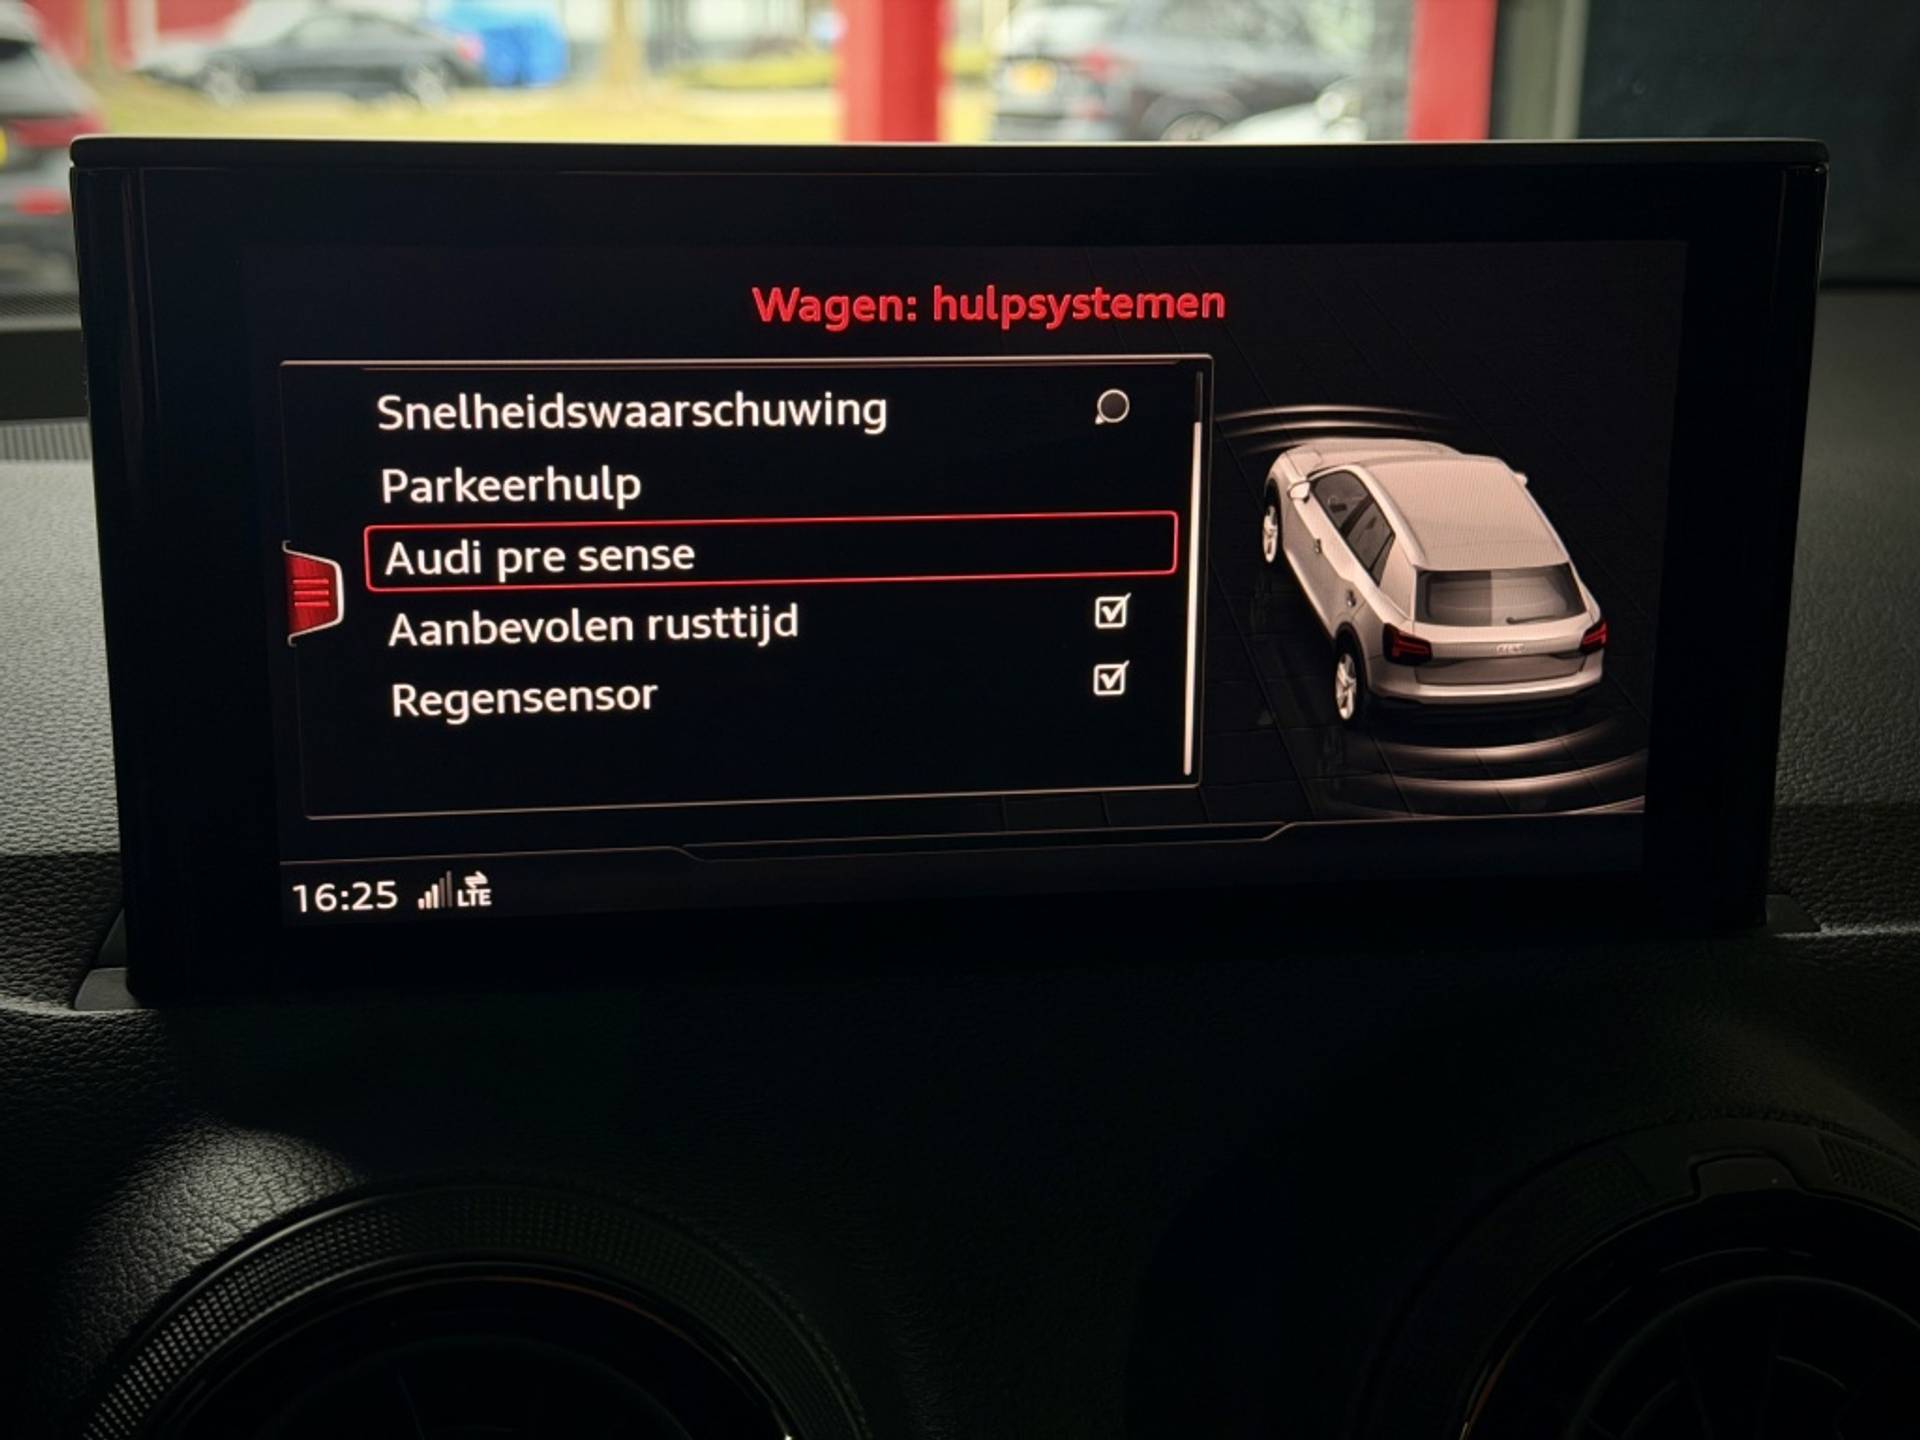 Wagen: hulpsystemen
Snelheidswaarschuwing
Parkeerhulp
Audi pre sense
Aanbevolen rusttijd
Regensensor
16:25 LTE